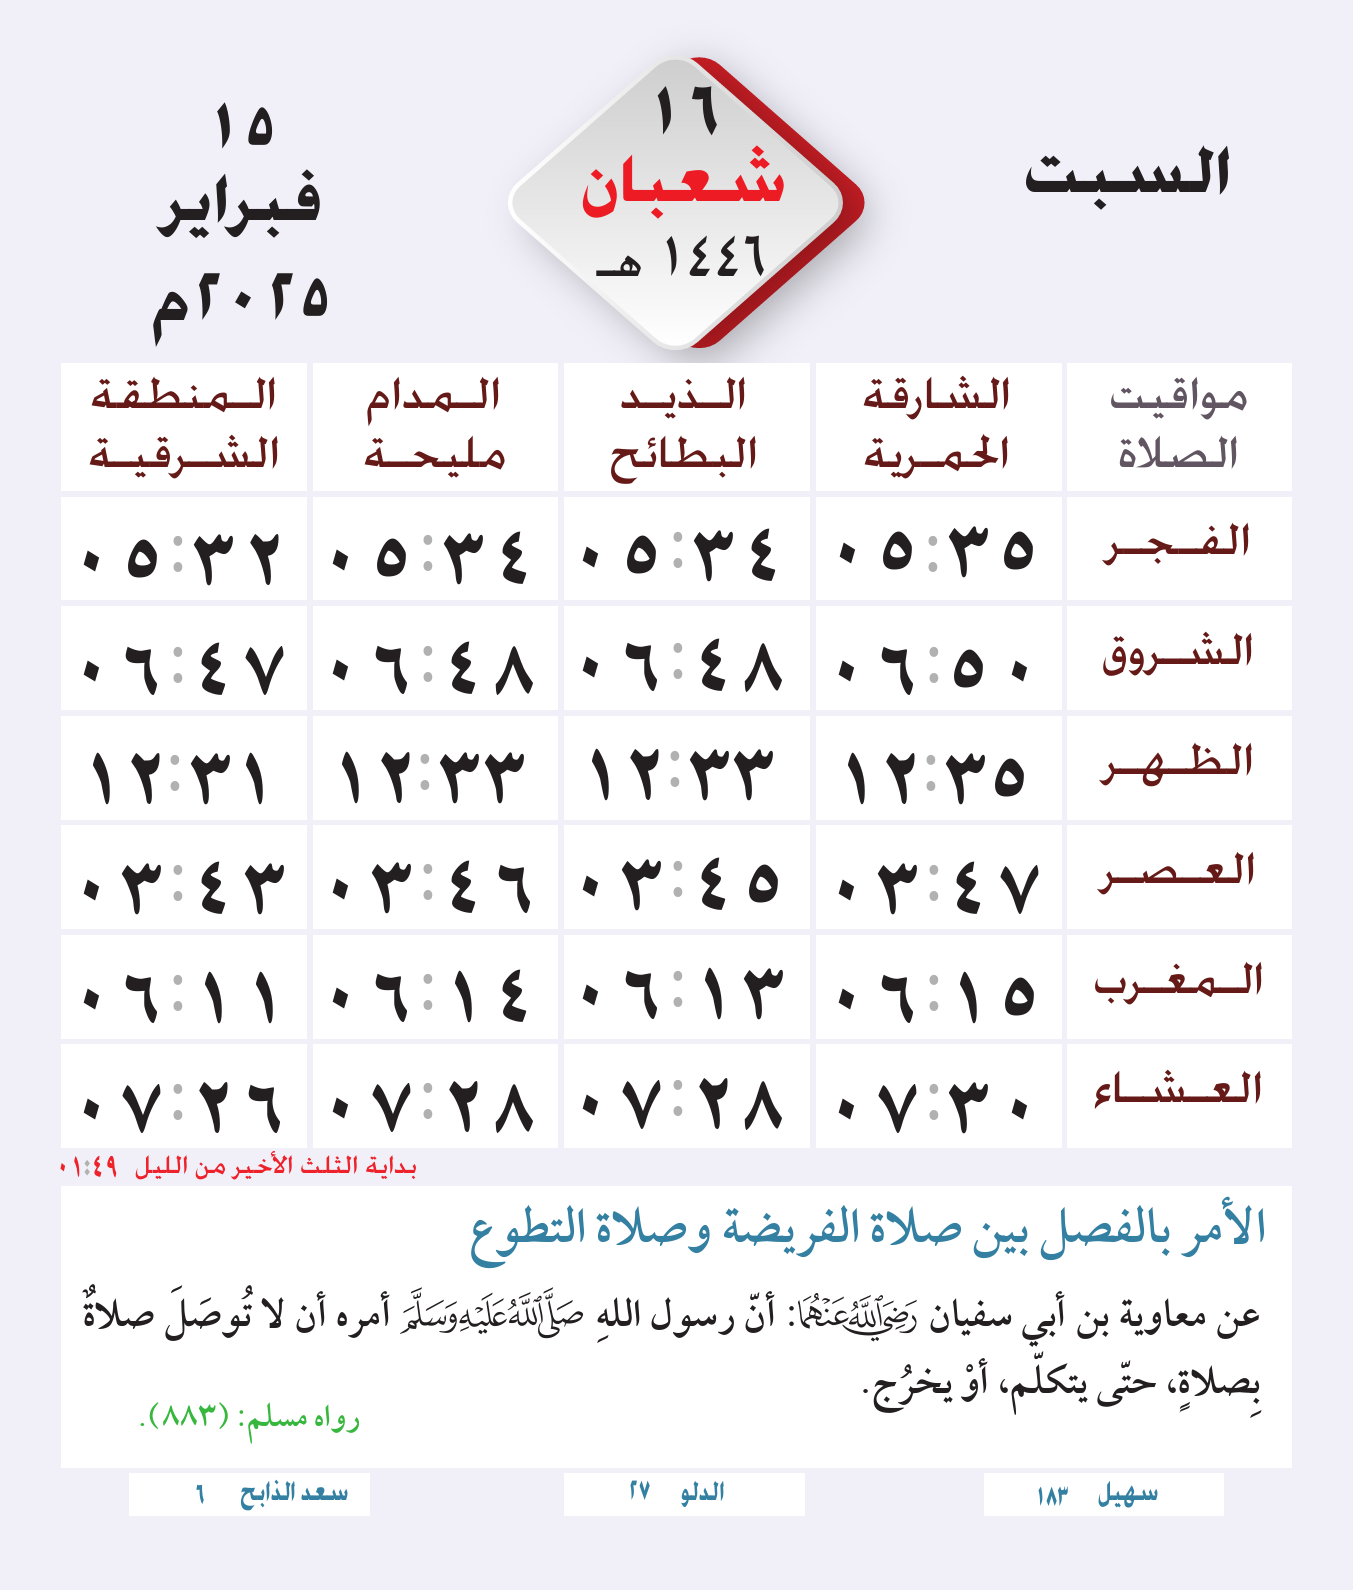 السبت
١٦
شعبان
١٤٤٦ هـ
١٥
فبراير
٢٠٢٥م
مواقيت الصلاة الشارقة الحمرية الذيد البطائح المدام مليحة المنطقة الشرقية
الفجر ٠٥:٣٥ ٠٥:٣٤ ٠٥:٣٤ ٠٥:٣٢
الشروق ٠٦:٥٠ ٠٦:٤٨ ٠٦:٤٨ ٠٦:٤٧
الظهر ١٢:٣٥ ١٢:٣٣ ١٢:٣٣ ١٢:٣١
العصر ٠٣:٤٧ ٠٣:٤٥ ٠٣:٤٦ ٠٣:٤٣
المغرب ٠٦:١٥ ٠٦:١٣ ٠٦:١٤ ٠٦:١١
العشاء ٠٧:٣٠ ٠٧:٢٨ ٠٧:٢٨ ٠٧:٢٦
بداية الثلث الأخير من الليل ٠١:٤٩
الأمر بالفصل بين صلاة الفريضة وصلاة التطوع
عن معاوية بن أبي سفيان رَضِيَ اللَّهُ عَنْهُمَا: أنّ رسول اللهِ صَلَّى اللَّهُ عَلَيْهِ وَسَلَّمَ أمره أن لا تُوصَلَ صلاةٌ
بِصلاةٍ، حتّى يتكلّم، أوْ يخرُج.
رواه مسلم: (٨٨٣).
سهيل ١٨٣ الدلو ٢٧ سعد الذابح ٦